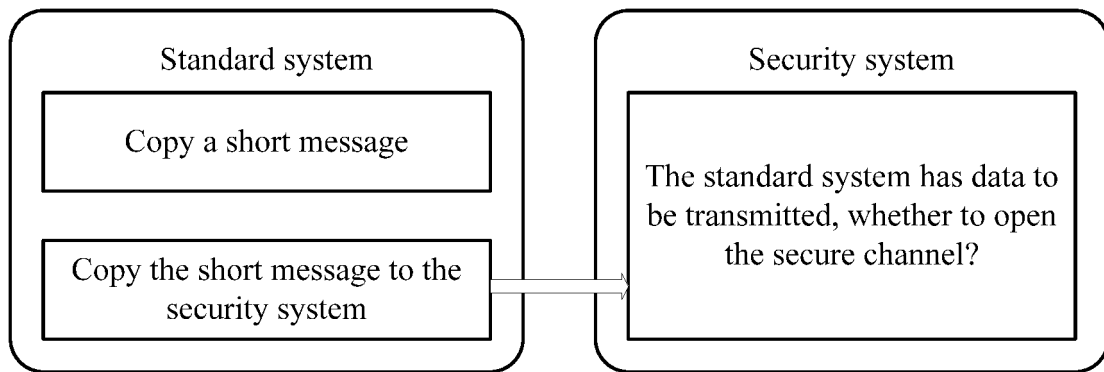 Standard system
Copy a short message
Copy the short message to the
security system
Security system
The standard system has data to
be transmitted, whether to open
the secure channel?